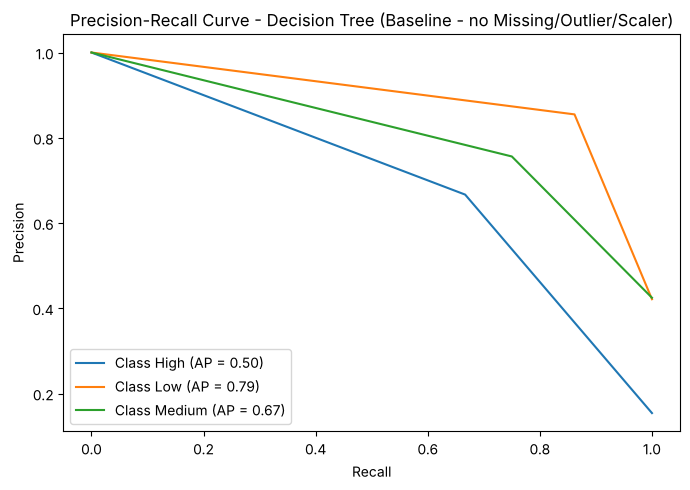 Precision-Recall Curve - Decision Tree (Baseline - no Missing/Outlier/Scaler)
1.0
0.8
0.6
0.4
0.2
Precision
Class High (AP = 0.50)
Class Low (AP = 0.79)
Class Medium (AP = 0.67)
0.0 0.2 0.4 0.6 0.8 1.0
Recall